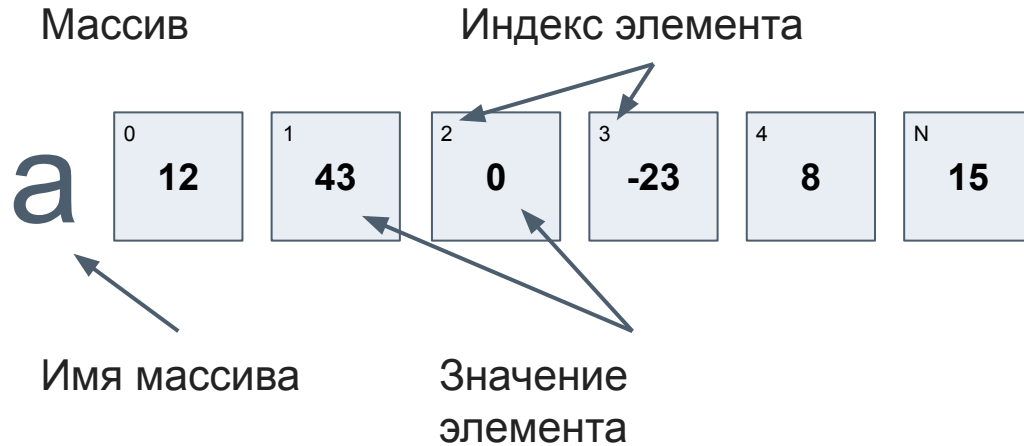 Массив
Индекс элемента
0 1 2 3 4 N
a 12 43 0 -23 8 15
Имя массива
Значение
элемента